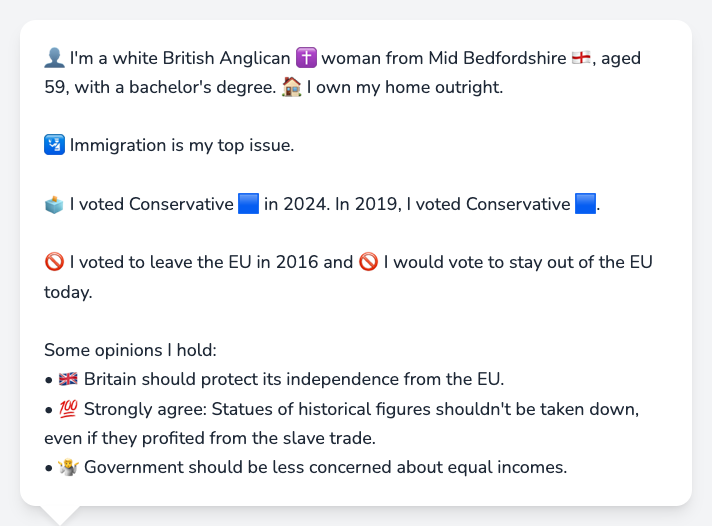 👤 I'm a white British Anglican ✝️ woman from Mid Bedfordshire 🏴󠁧󠁢󠁥󠁮󠁧󠁿, aged
59, with a bachelor's degree. 🏠 I own my home outright.
🛂 Immigration is my top issue.
🗳️ I voted Conservative 🟦 in 2024. In 2019, I voted Conservative 🟦.
🚫 I voted to leave the EU in 2016 and 🚫 I would vote to stay out of the EU
today.
Some opinions I hold:
• 🇬🇧 Britain should protect its independence from the EU.
• 💯 Strongly agree: Statues of historical figures shouldn't be taken down,
even if they profited from the slave trade.
• 🤷 Government should be less concerned about equal incomes.